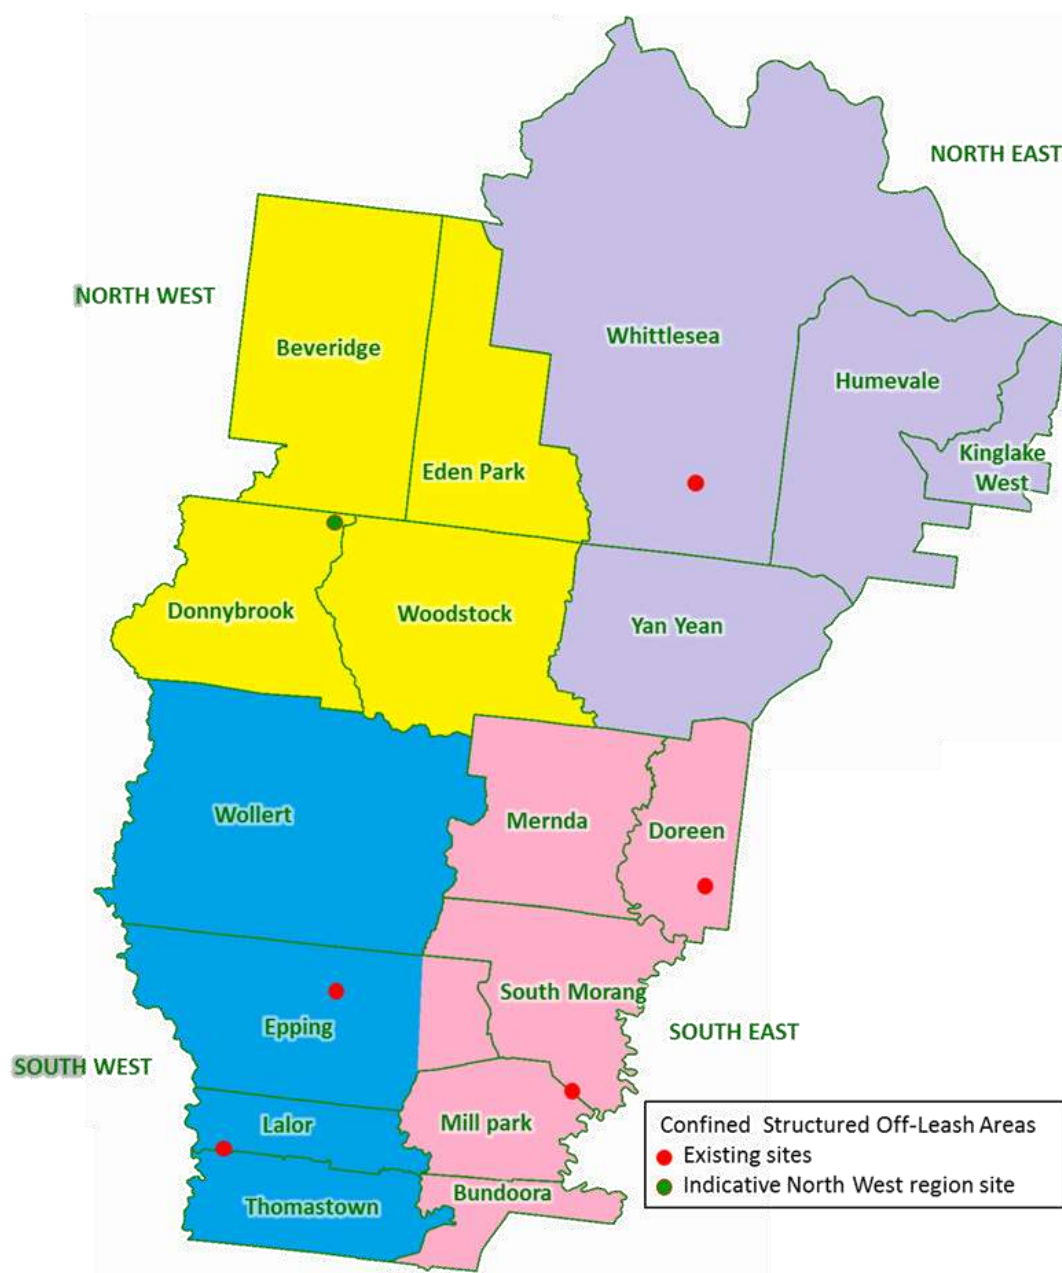 NORTH EAST
NORTH WEST
Whittlesea
Beveridge
Humevale
Kinglake
West
Eden Park
Donnybrook
Woodstock
Yan Yean
Wollert
Mernda
Doreen
South Morang
Epping
SOUTH EAST
SOUTH WEST
Lalor
Mill park
Thomastown
Bundoora
Confined Structured Off-Leash Areas
Existing sites
Indicative North West region site